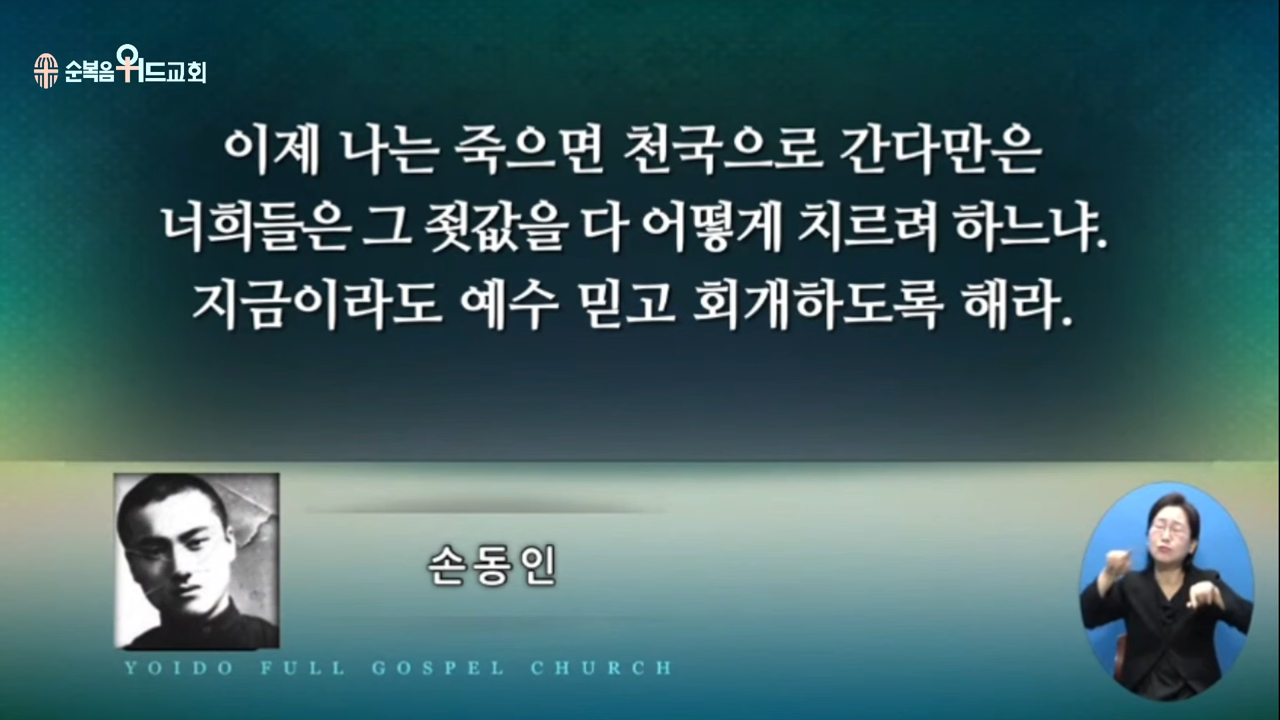 순복음위드교회
이제 나는 죽으면 천국으로 간다만은
너희들은 그 죗값을 다 어떻게 치르려 하느냐.
지금이라도 예수 믿고 회개하도록 해라.
손동인
YOIDO FULL GOSPEL CHURCH